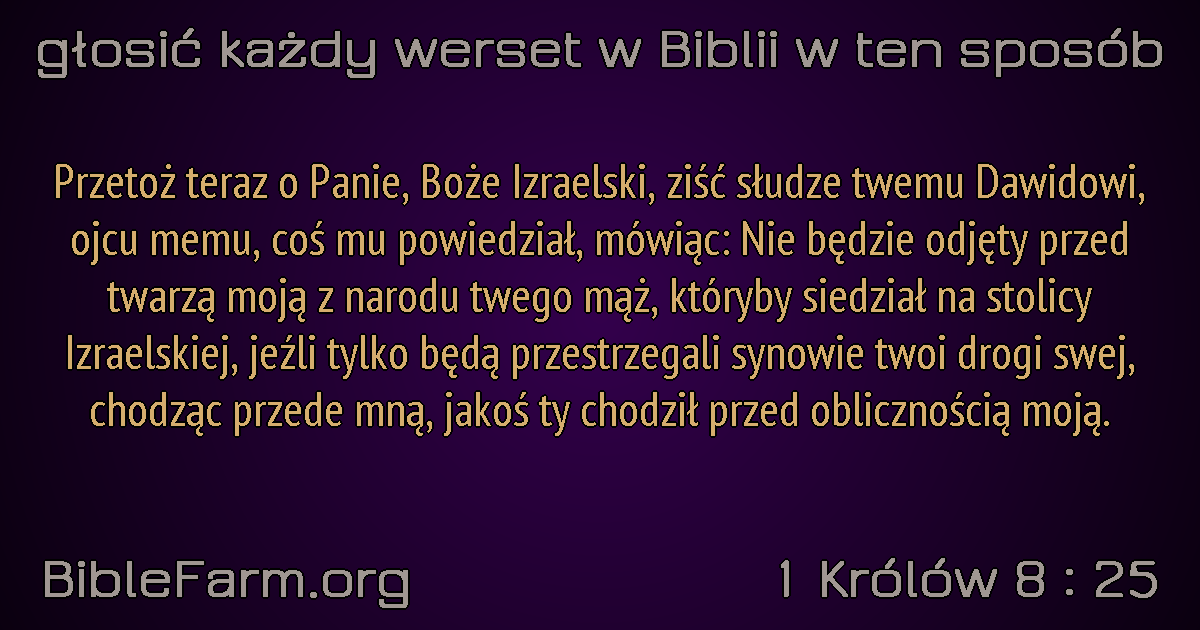 głosić każdy werset w Biblii w ten sposób
Przetoż teraz o Panie, Boże Izraelski, ziść słudze twemu Dawidowi,
ojcu memu, coś mu powiedział, mówiąc: Nie będzie odjęty przed
twarzą moją z narodu twego mąż, któryby siedział na stolicy
Izraelskiej, jeźli tylko będą przestrzegali synowie twoi drogi swej,
chodząc przede mną, jakoś ty chodził przed oblicznością moją.
BibleFarm.org
1 Królów 8 : 25